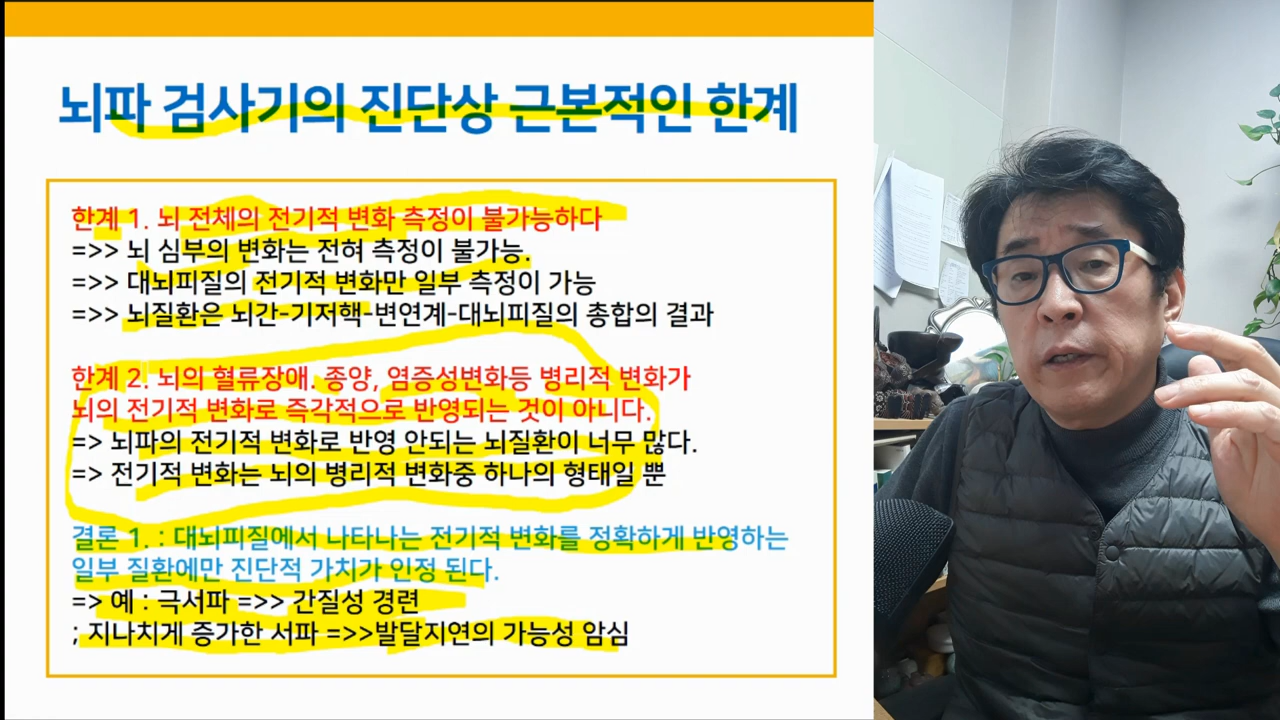 뇌파 검사기의 진단상 근본적인 한계
한계 1. 뇌 전체의 전기적 변화 측정이 불가능하다
=>> 뇌 심부의 변화는 전혀 측정이 불가능.
=>> 대뇌피질의 전기적 변화만 일부 측정이 가능
=>> 뇌질환은 뇌간-기저핵-변연계-대뇌피질의 총합의 결과
한계 2. 뇌의 혈류장애. 종양, 염증성변화등 병리적 변화가
뇌의 전기적 변화로 즉각적으로 반영되는 것이 아니다.
=> 뇌파의 전기적 변화로 반영 안되는 뇌질환이 너무 많다.
=> 전기적 변화는 뇌의 병리적 변화중 하나의 형태일 뿐
결론 1. : 대뇌피질에서 나타나는 전기적 변화를 정확하게 반영하는
일부 질환에만 진단적 가치가 인정 된다.
=> 예 : 극서파 =>> 간질성 경련
; 지나치게 증가한 서파 =>>발달지연의 가능성 암심